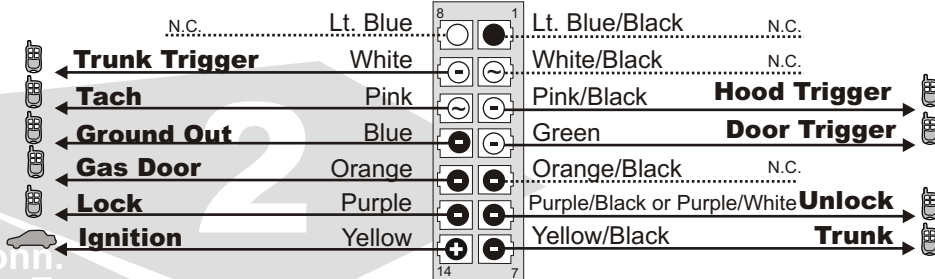 8 1
N.C. Lt. Blue Lt. Blue/Black N.C.
Trunk Trigger White White/Black N.C.
Tach Pink Pink/Black Hood Trigger
Ground Out Blue Green Door Trigger
Gas Door Orange Orange/Black N.C.
Lock Purple Purple/Black or Purple/White Unlock
Ignition Yellow Yellow/Black Trunk
14 7
2
onn.